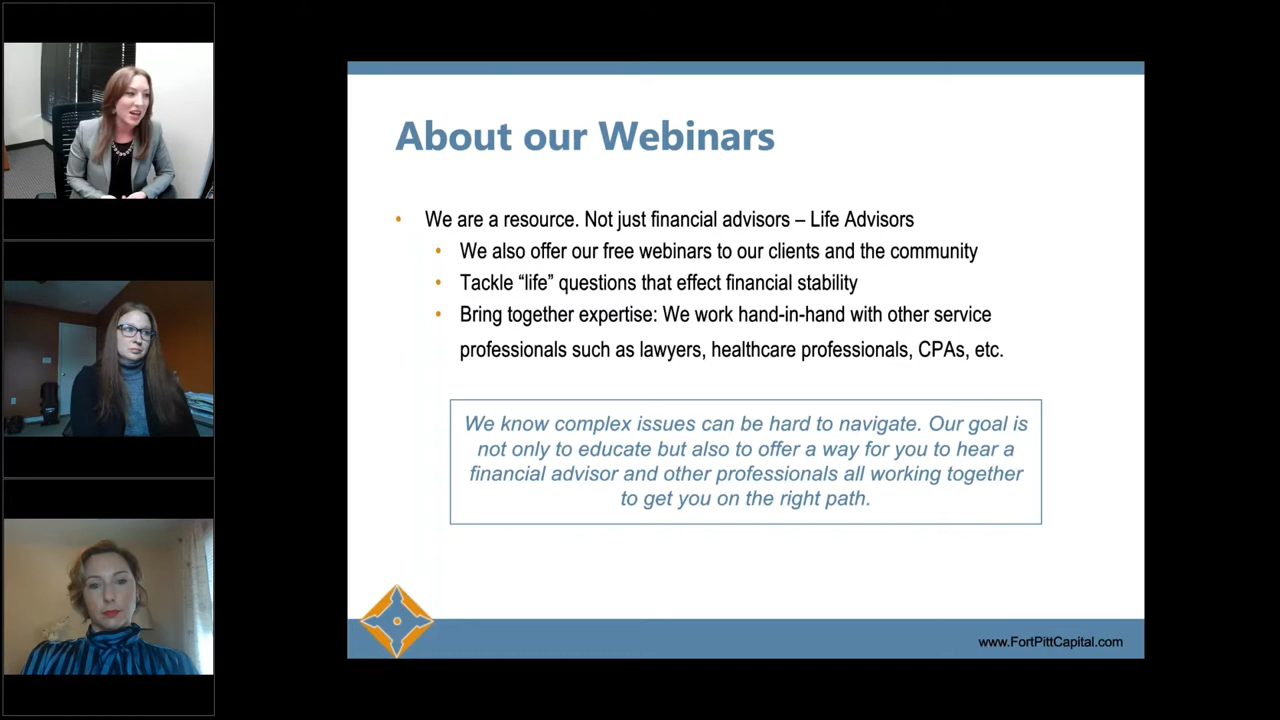 About our Webinars
• We are a resource. Not just financial advisors – Life Advisors
• We also offer our free webinars to our clients and the community
• Tackle “life” questions that effect financial stability
• Bring together expertise: We work hand-in-hand with other service
professionals such as lawyers, healthcare professionals, CPAs, etc.
We know complex issues can be hard to navigate. Our goal is
not only to educate but also to offer a way for you to hear a
financial advisor and other professionals all working together
to get you on the right path.
www.FortPittCapital.com